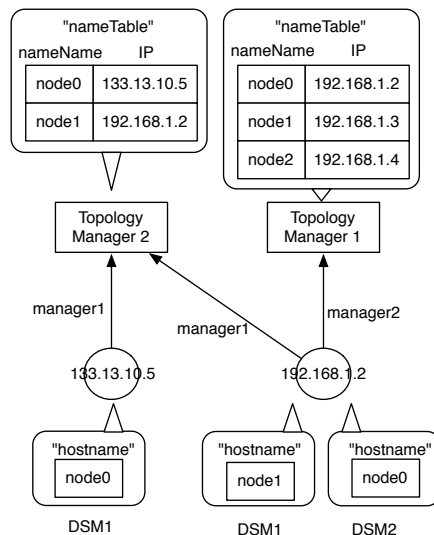 "nameTable"
nameName IP
node0 133.13.10.5
node1 192.168.1.2
"nameTable"
nameName IP
node0 192.168.1.2
node1 192.168.1.3
node2 192.168.1.4
Topology
Manager 2
Topology
Manager 1
manager1
manager1
manager2
133.13.10.5
192.168.1.2
"hostname"
node0
"hostname"
node1
"hostname"
node0
DSM1
DSM1
DSM2